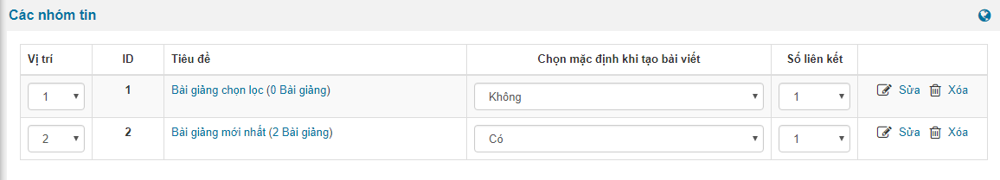 Các nhóm tin
Vị trí ID Tiêu đề Chọn mặc định khi tạo bài viết Số liên kết
1 1 Bài giảng chọn lọc (0 Bài giảng) Không 1 Sửa Xóa
2 2 Bài giảng mới nhất (2 Bài giảng) Có 1 Sửa Xóa